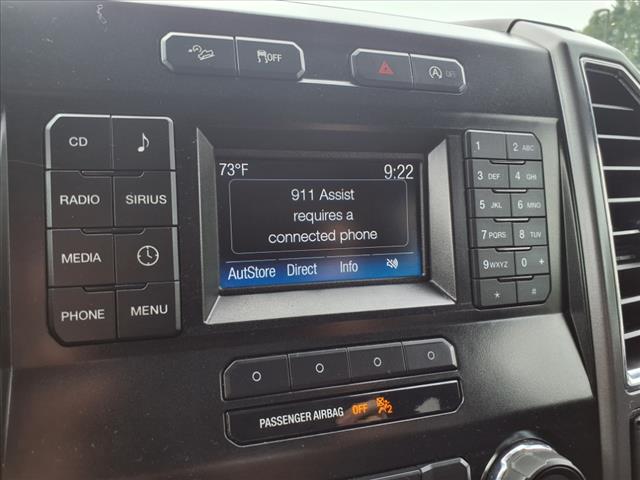 OFF
A OFF
CD
RADIO SIRIUS
MEDIA
PHONE MENU
73°F 9:22
911 Assist
requires a
connected phone
AutStore Direct Info
1 2 ABC
3 DEF 4 GHI
5 JKL 6 MNO
7 PQRS 8 TUV
9 WXYZ 0 +
* #
PASSENGER AIRBAG OFF 2